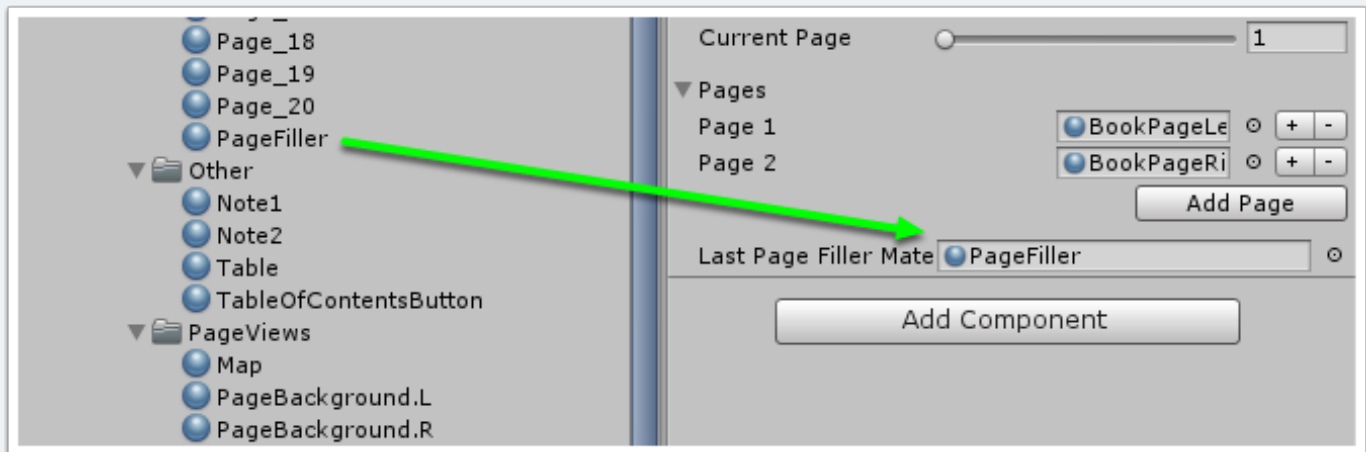 Page_18
Page_19
Page_20
PageFiller
Other
Note1
Note2
Table
TableOfContentsButton
PageViews
Map
PageBackground.L
PageBackground.R
Current Page 1
Pages
Page 1 BookPageLe + -
Page 2 BookPageRi + -
Add Page
Last Page Filler Mate PageFiller
Add Component